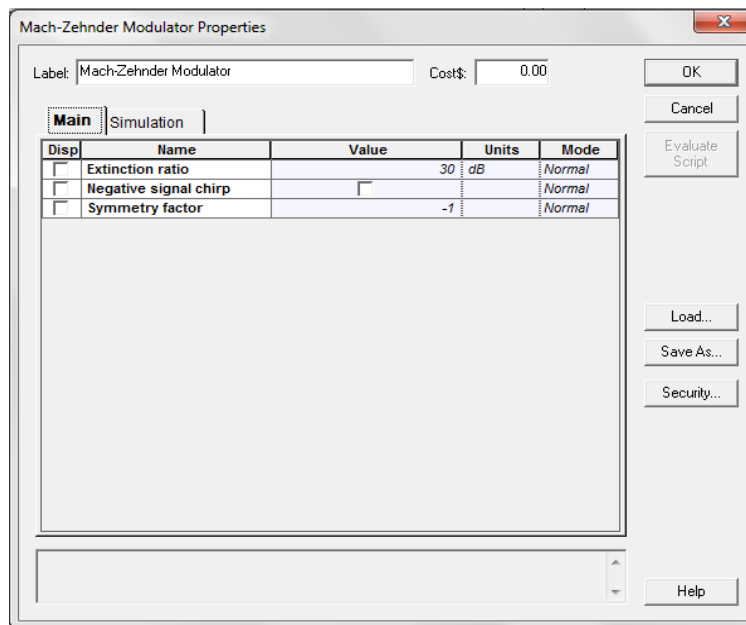 Mach-Zehnder Modulator Properties
Label: Mach-Zehnder Modulator Cost$: 0.00
OK
Cancel
Evaluate
Script
Main Simulation
Disp Name Value Units Mode
Extinction ratio 30 dB Normal
Negative signal chirp Normal
Symmetry factor -1 Normal
Load...
Save As...
Security...
Help